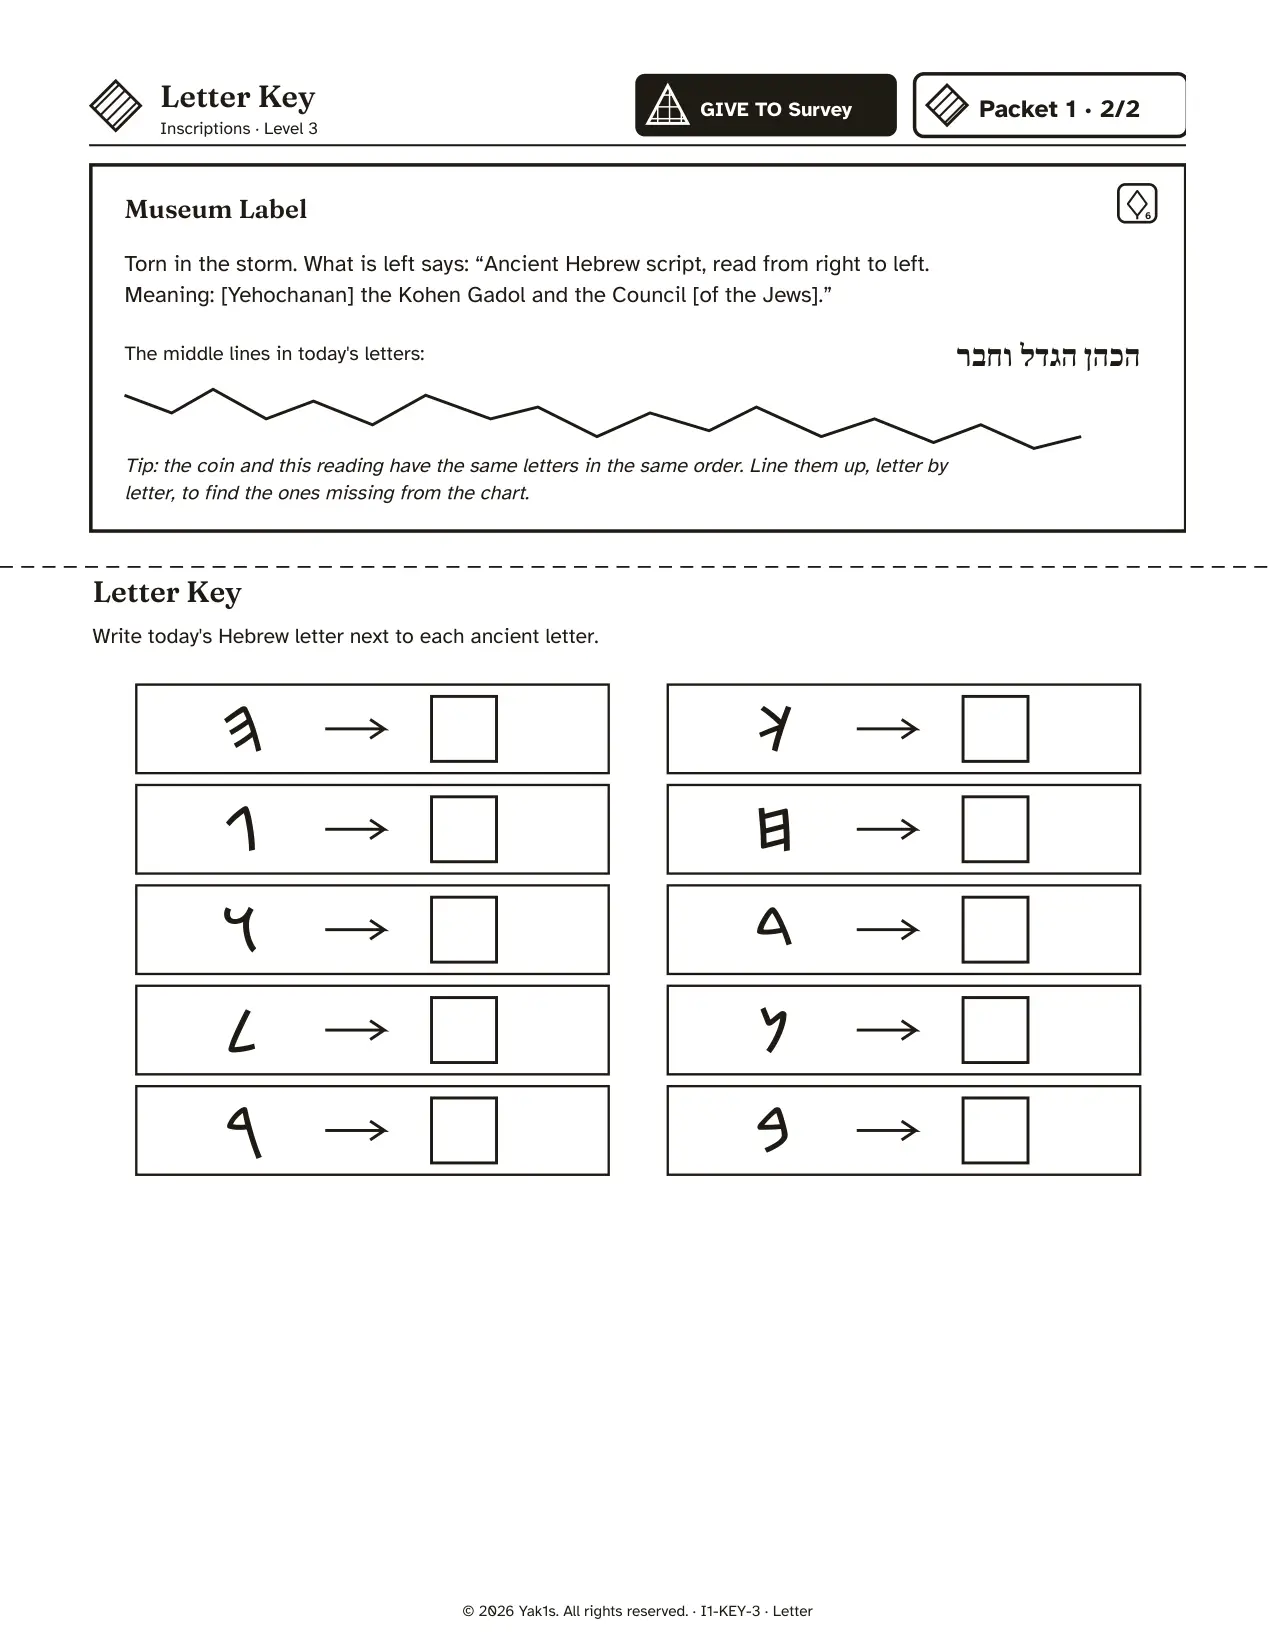 Letter Key
Inscriptions · Level 3
GIVE TO Survey
Packet 1 · 2/2
Museum Label
6
Torn in the storm. What is left says: “Ancient Hebrew script, read from right to left.
Meaning: [Yehochanan] the Kohen Gadol and the Council [of the Jews].”
The middle lines in today's letters:
הכהן הגדל וחבר
Tip: the coin and this reading have the same letters in the same order. Line them up, letter by
letter, to find the ones missing from the chart.
Letter Key
Write today's Hebrew letter next to each ancient letter.
𐤄 → 𐤊 →
𐤂 → 𐤇 →
𐤅 → 𐤃 →
𐤋 → 𐤍 →
𐤓 → 𐤁 →
© 2026 Yak1s. All rights reserved. · I1-KEY-3 · Letter